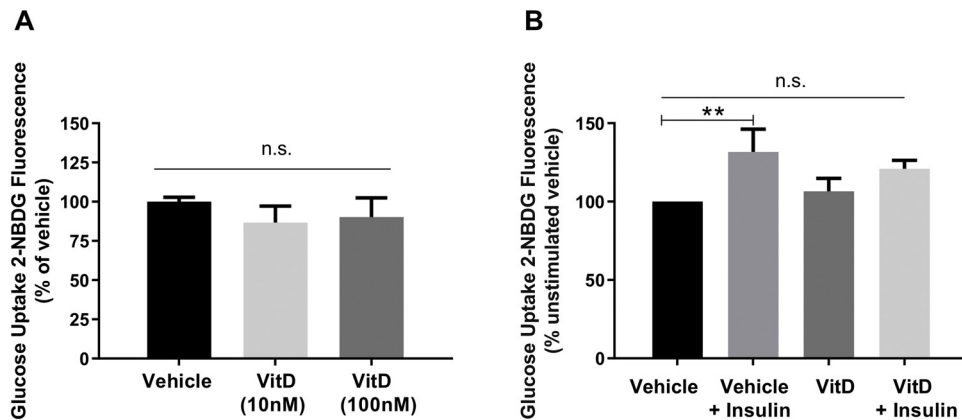 A
Glucose Uptake 2-NBDG Fluorescence
(% of vehicle)
150
125
100
75
50
25
0
n.s.
Vehicle
VitD
(10nM)
VitD
(100nM)
B
Glucose Uptake 2-NBDG Fluorescence
(% unstimulated vehicle)
150
100
50
0
n.s.
**
Vehicle
Vehicle
+ Insulin
VitD
VitD
+ Insulin